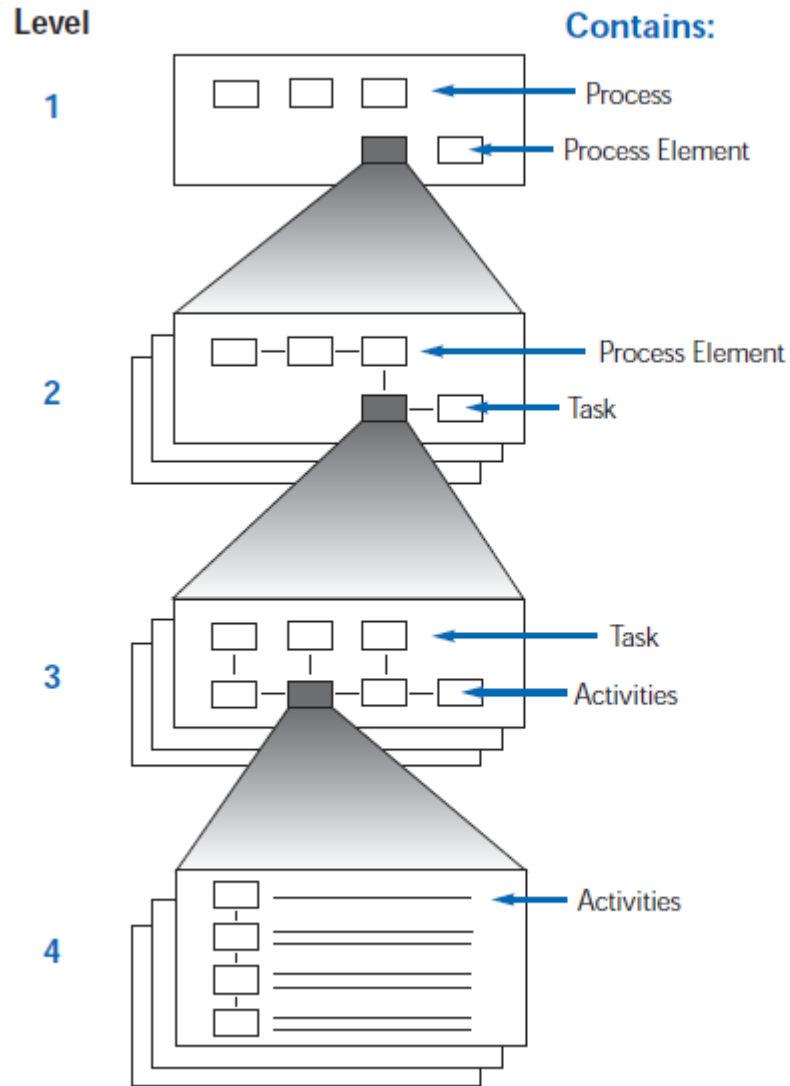 Level
Contains:
1
Process
Process Element
2
Process Element
Task
3
Task
Activities
4
Activities